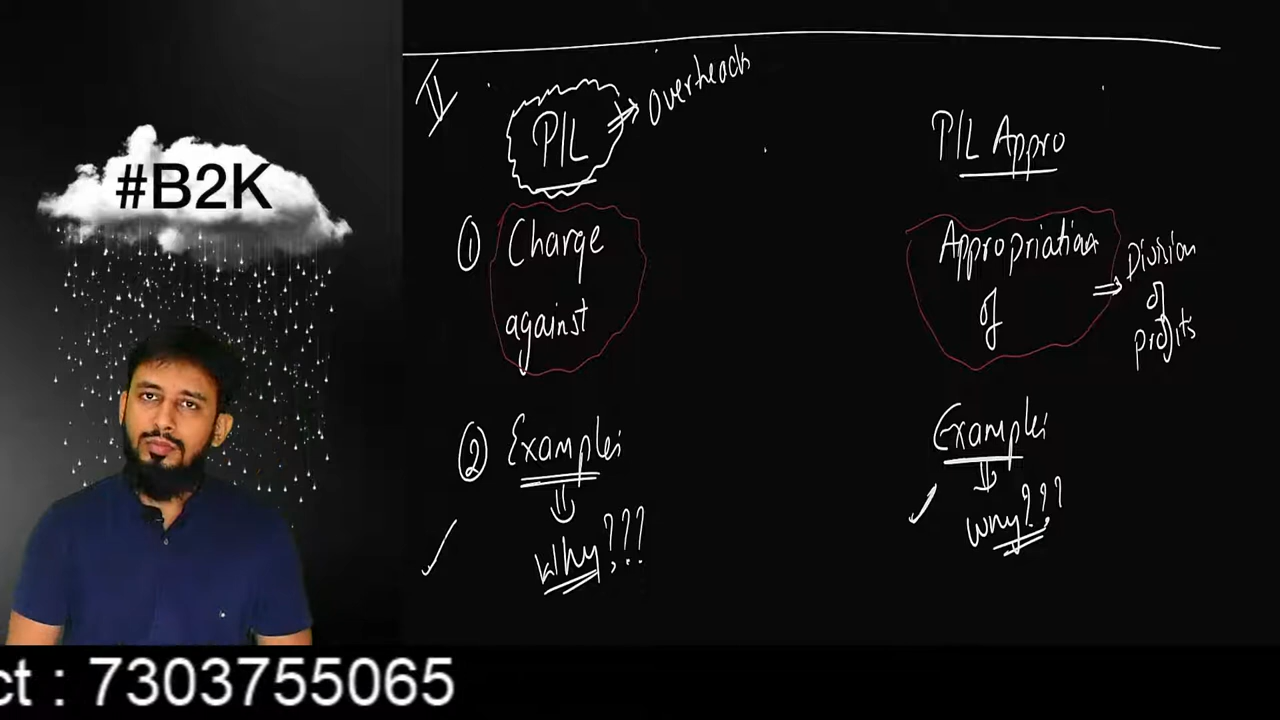 #B2K
II
P/L ⇒ overheads
P/L Appro
① Charge
against
Appropriation
of
⇒ Division
of
profits
② Examples
⇓
Why???
Examples
⇓
Why???
ct : 7303755065